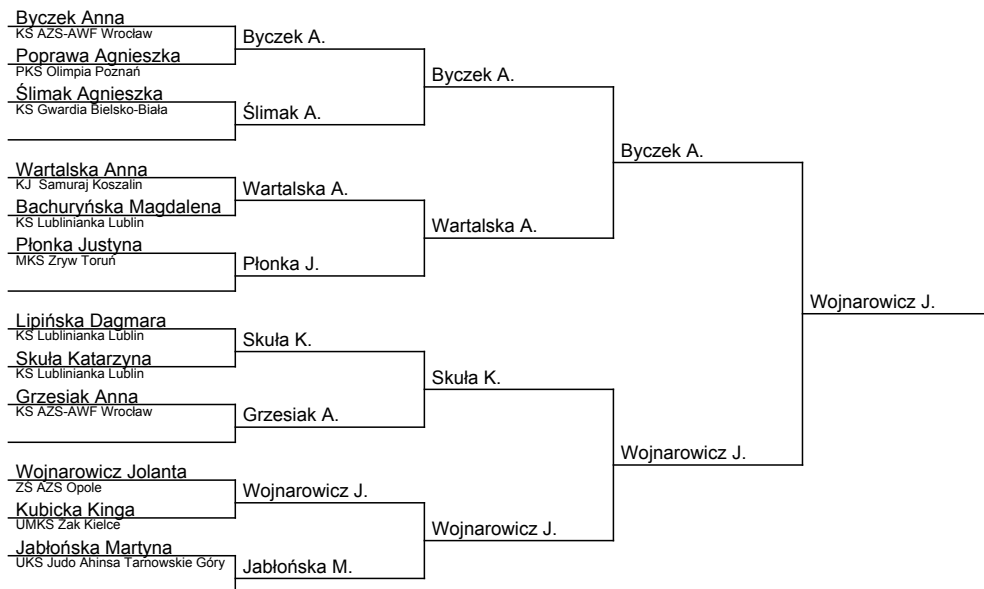 Byczek Anna
KS AZS-AWF Wrocław
Poprawa Agnieszka
PKS Olimpia Poznań
Ślimak Agnieszka
KS Gwardia Bielsko-Biała
Wartalska Anna
KJ Samuraj Koszalin
Bachuryńska Magdalena
KS Lublinianka Lublin
Płonka Justyna
MKS Zryw Toruń
Lipińska Dagmara
KS Lublinianka Lublin
Skuła Katarzyna
KS Lublinianka Lublin
Grzesiak Anna
KS AZS-AWF Wrocław
Wojnarowicz Jolanta
ZŚ AZS Opole
Kubicka Kinga
UMKS Żak Kielce
Jabłońska Martyna
UKS Judo Ahinsa Tarnowskie Góry
Byczek A.
Ślimak A.
Wartalska A.
Płonka J.
Skuła K.
Grzesiak A.
Wojnarowicz J.
Jabłońska M.
Byczek A.
Wartalska A.
Skuła K.
Wojnarowicz J.
Byczek A.
Wojnarowicz J.
Wojnarowicz J.